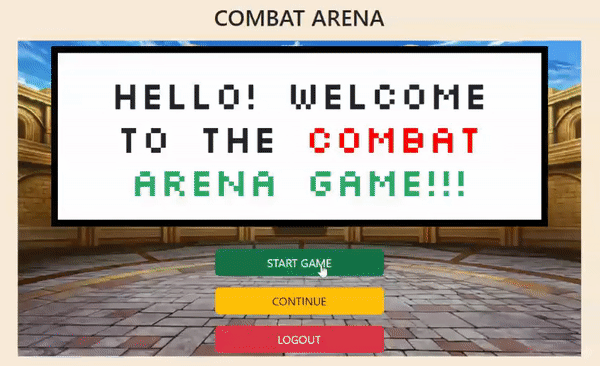 COMBAT ARENA
HELLO! WELCOME
TO THE COMBAT
ARENA GAME!!!
START GAME
CONTINUE
LOGOUT